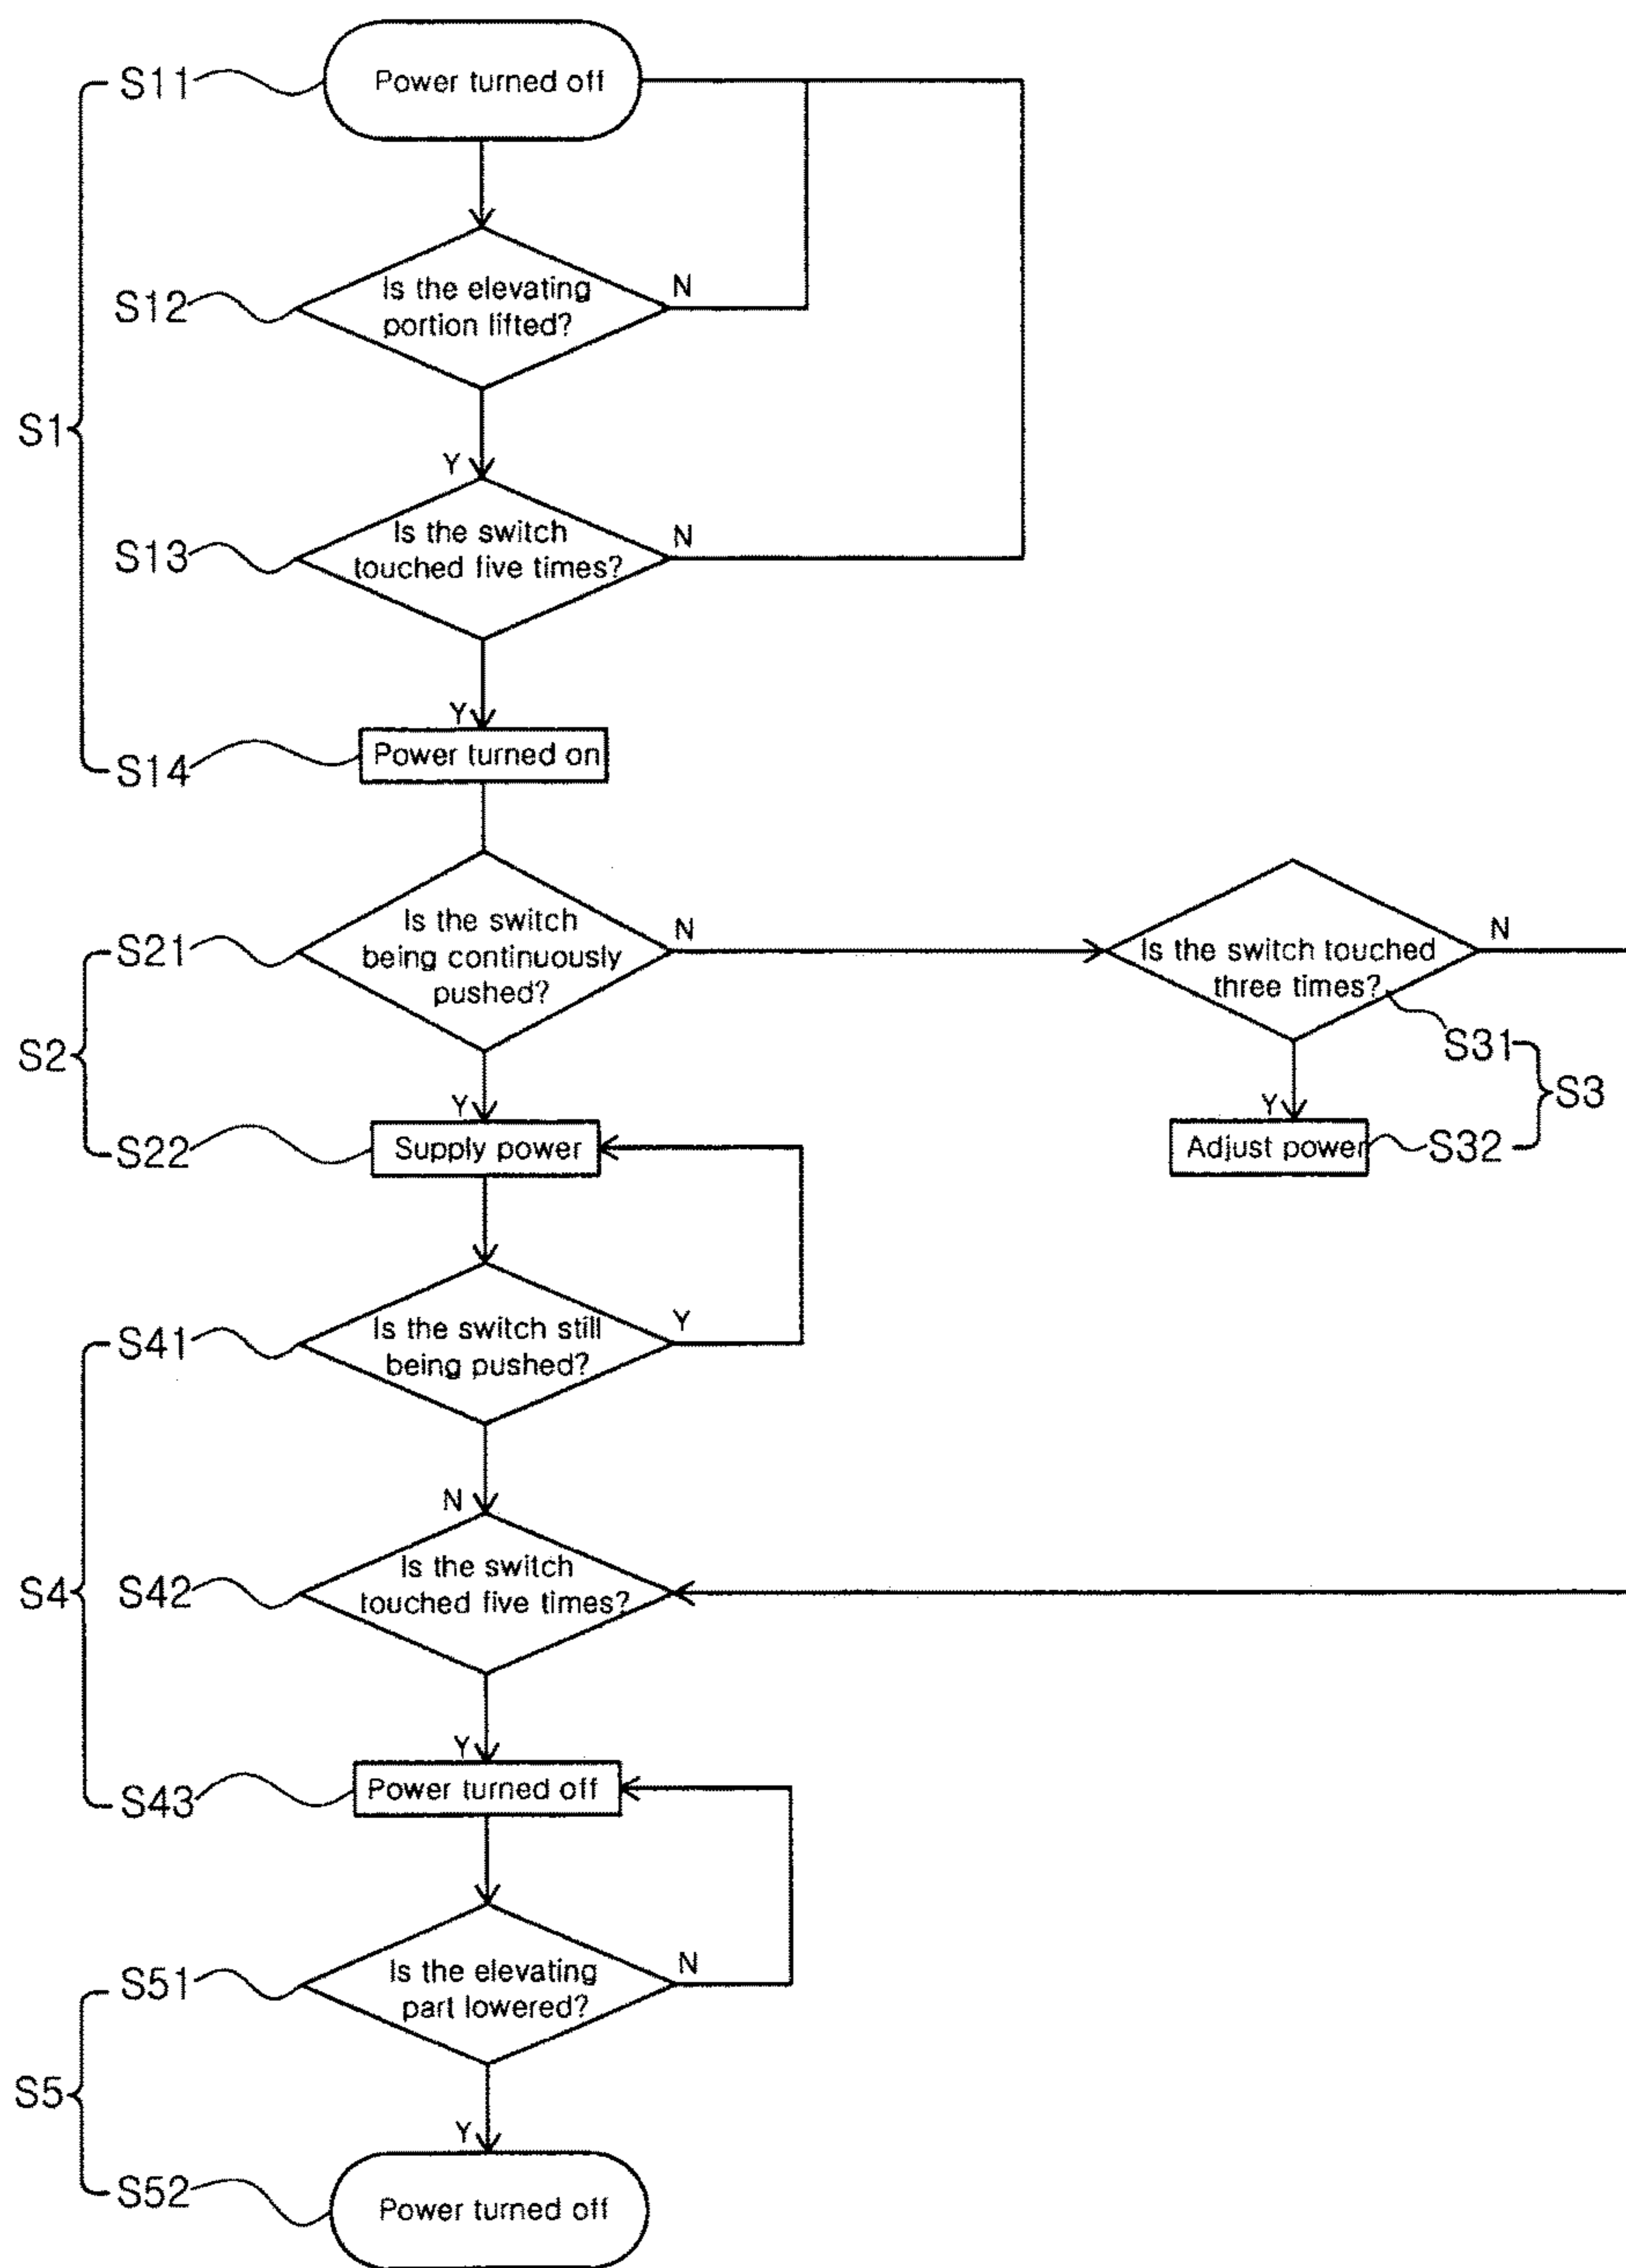 S11
Power turned off
S12
Is the elevating
portion lifted?
N
S1
Y
S13
Is the switch
touched five times?
N
Y
S14
Power turned on
S21
Is the switch
being continuously
pushed?
N
Is the switch touched
three times?
N
S31
S3
S2
Y
S22
Supply power
Y
Adjust power
S32
S41
Is the switch still
being pushed?
Y
N
S4
S42
Is the switch
touched five times?
Y
S43
Power turned off
S51
Is the elevating
part lowered?
N
S5
Y
S52
Power turned off